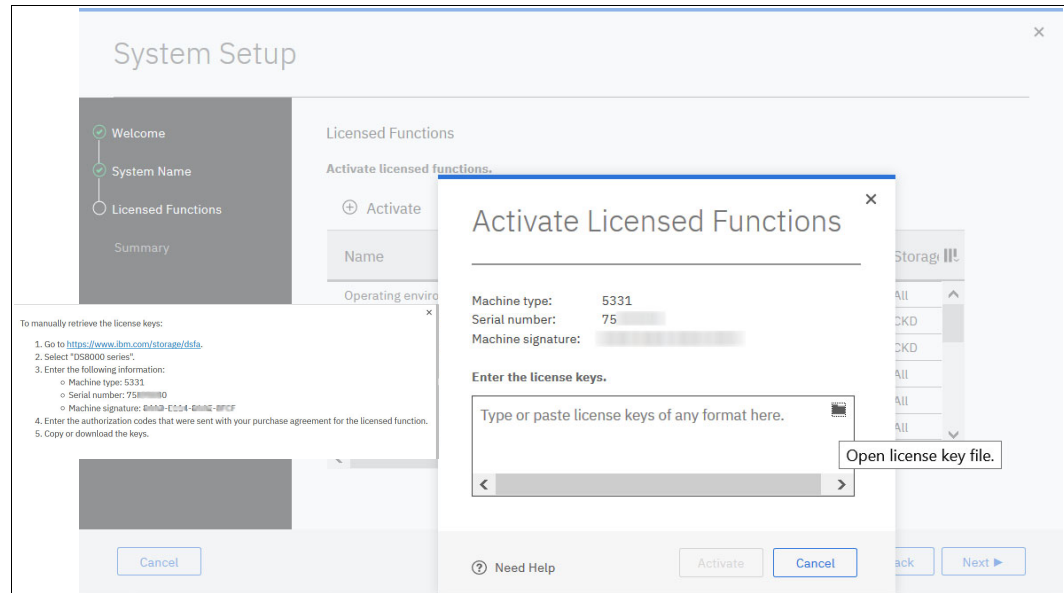 System Setup
Welcome
System Name
Licensed Functions
Summary
Licensed Functions
Activate licensed functions.
Activate
Name
Storag
Operating enviro
All
CKD
CKD
All
All
All
To manually retrieve the license keys:
1. Go to https://www.ibm.com/storage/dsfa.
2. Select "DS8000 series".
3. Enter the following information:
Machine type: 5331
Serial number: 75
Machine signature:
4. Enter the authorization codes that were sent with your purchase agreement for the licensed function.
5. Copy or download the keys.
Activate Licensed Functions
Machine type: 5331
Serial number: 75
Machine signature:
Enter the license keys.
Type or paste license keys of any format here.
Open license key file.
Need Help
Activate
Cancel
Cancel
ack
Next